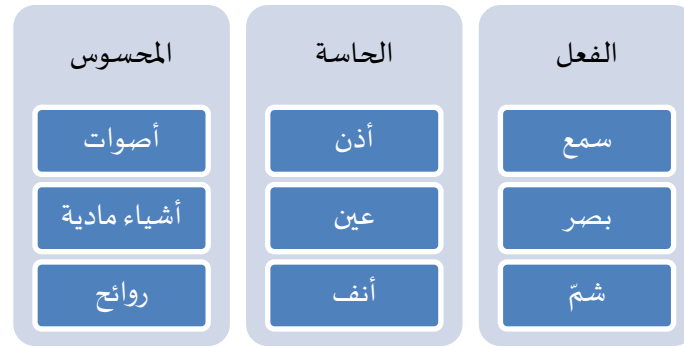 الفعل
سمع
بصر
شمّ
الحاسة
أذن
عين
أنف
المحسوس
أصوات
أشياء مادية
روائح